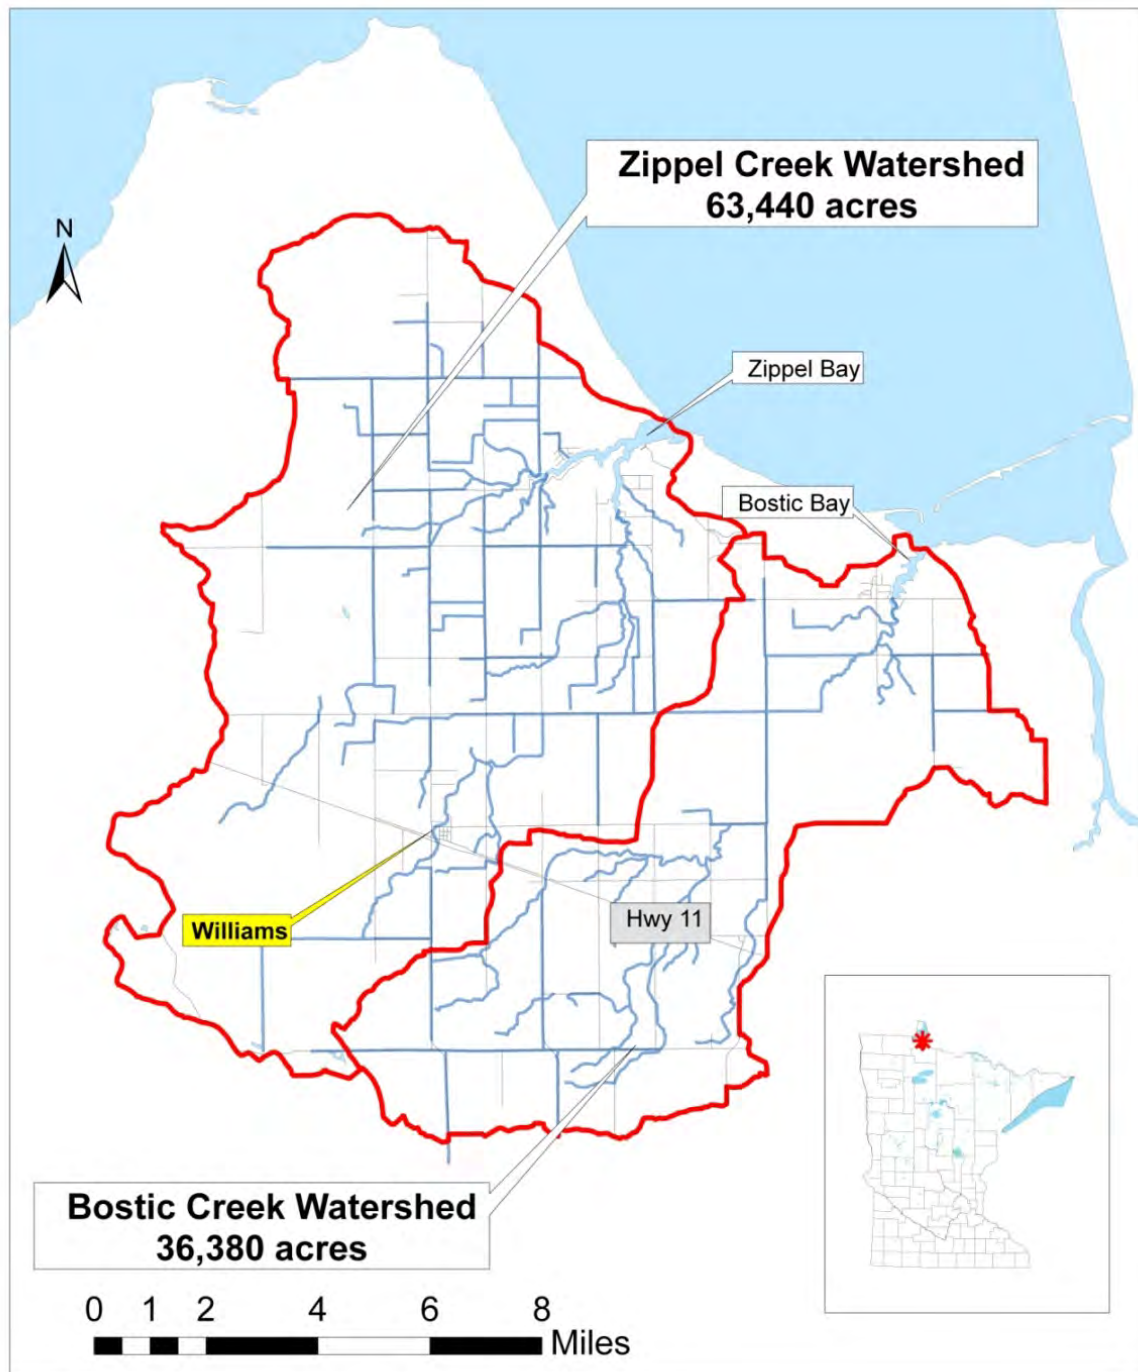 Zippel Creek Watershed
63,440 acres
N
Zippel Bay
Bostic Bay
Williams
Hwy 11
Bostic Creek Watershed
36,380 acres
0 1 2 4 6 8
Miles